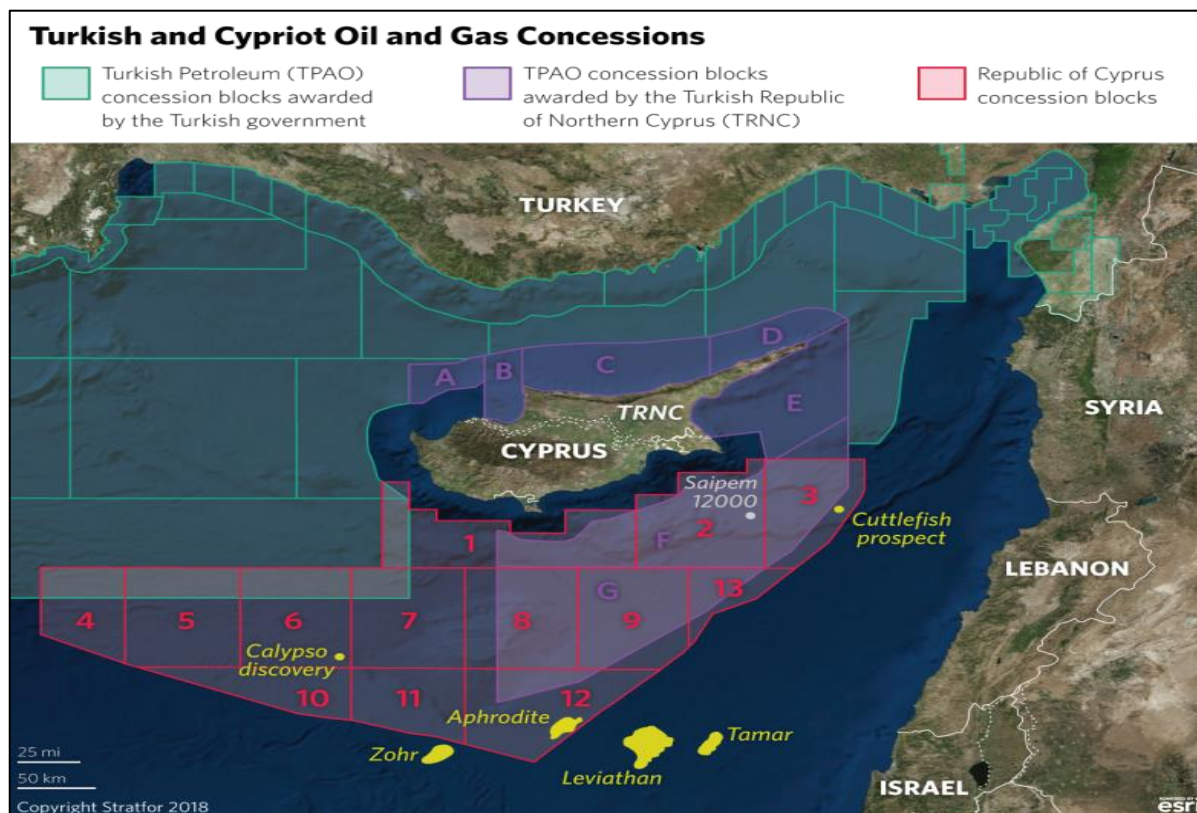 Turkish and Cypriot Oil and Gas Concessions
Turkish Petroleum (TPAO)
concession blocks awarded
by the Turkish government
TPAO concession blocks
awarded by the Turkish Republic
of Northern Cyprus (TRNC)
Republic of Cyprus
concession blocks
TURKEY
A
B
C
D
E
TRNC
CYPRUS
SYRIA
Saipem
12000
3
2
F
1
Cuttlefish
prospect
LEBANON
G
13
4
5
6
7
8
9
Calypso
discovery
10
11
12
Aphrodite
Zohr
Leviathan
Tamar
ISRAEL
25 mi
50 km
Copyright Stratfor 2018
POWERED BY
esri